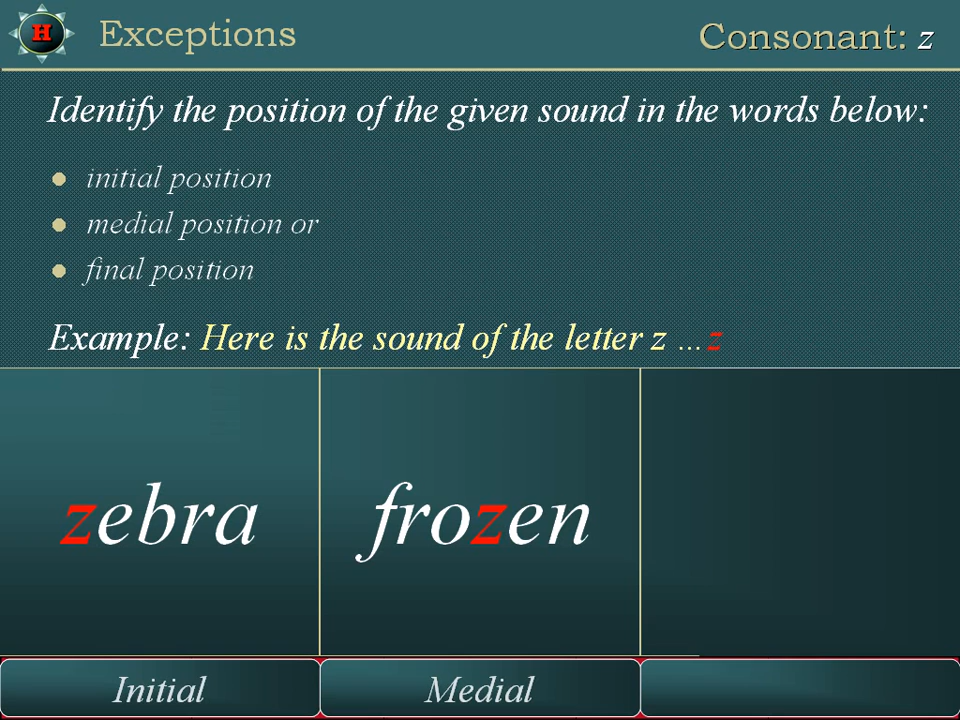 H
Exceptions
Consonant: z
Identify the position of the given sound in the words below:
initial position
medial position or
final position
Example: Here is the sound of the letter z ... z
zebra
frozen
Initial
Medial